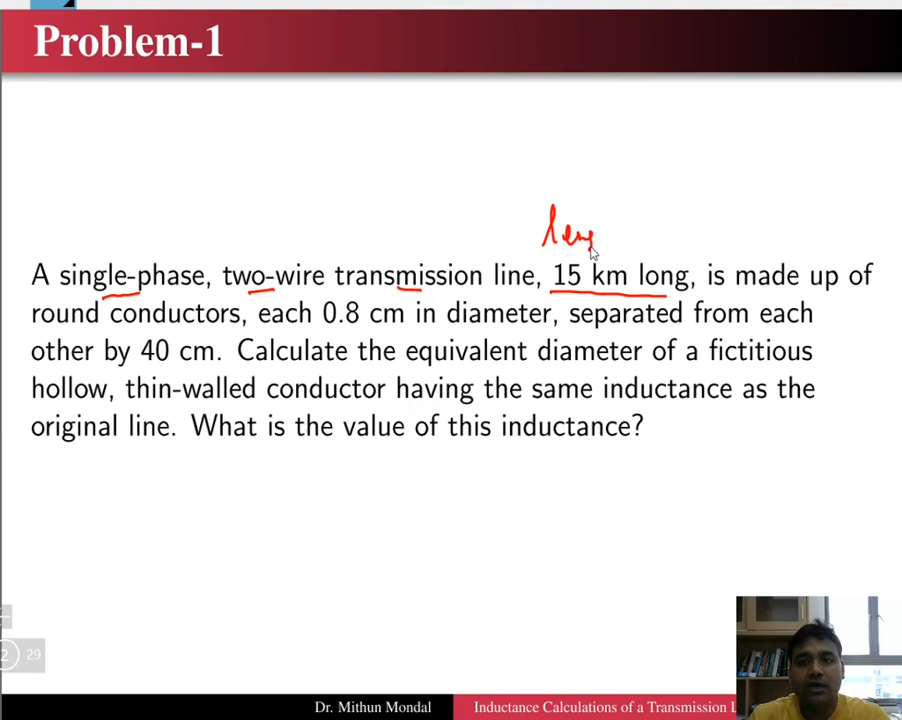 Problem-1
leng
A single-phase, two-wire transmission line, 15 km long, is made up of
round conductors, each 0.8 cm in diameter, separated from each
other by 40 cm. Calculate the equivalent diameter of a fictitious
hollow, thin-walled conductor having the same inductance as the
original line. What is the value of this inductance?
2 29
Dr. Mithun Mondal Inductance Calculations of a Transmission L